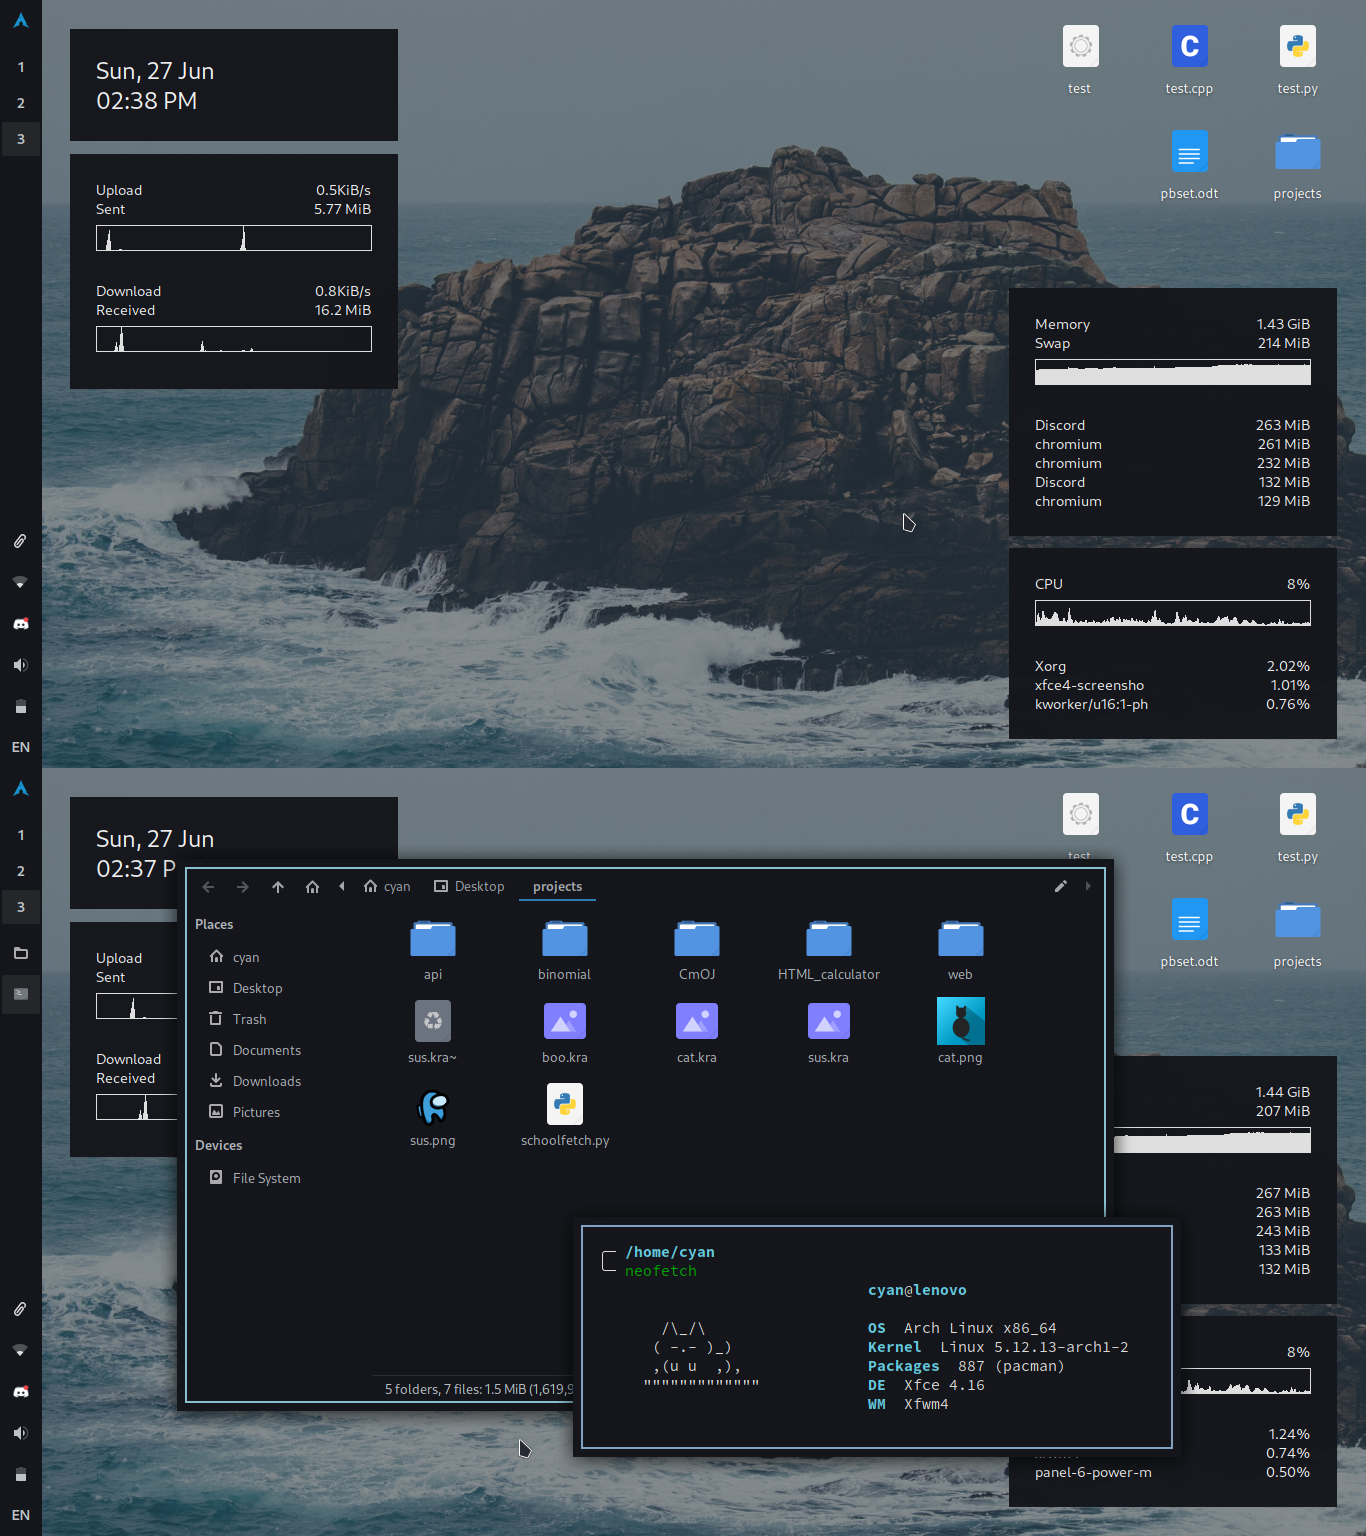 1
2
3
Sun, 27 Jun
02:38 PM
Upload 0.5KiB/s
Sent 5.77 MiB
Download 0.8KiB/s
Received 16.2 MiB
test
C
test.cpp
test.py
pbset.odt
projects
Memory 1.43 GiB
Swap 214 MiB
Discord 263 MiB
chromium 261 MiB
chromium 232 MiB
Discord 132 MiB
chromium 129 MiB
CPU 8%
Xorg 2.02%
xfce4-screensho 1.01%
kworker/u16:1-ph 0.76%
EN
1
2
3
Sun, 27 Jun
02:37 P
Upload
Sent
Download
Received
test
C
test.cpp
test.py
pbset.odt
projects
cyan Desktop projects
Places
cyan
Desktop
Trash
Documents
Downloads
Pictures
Devices
File System
api binomial CmOJ HTML_calculator web
sus.kra~ boo.kra cat.kra sus.kra cat.png
sus.png schoolfetch.py
5 folders, 7 files: 1.5 MiB (1,619,9
/home/cyan
neofetch
/\_/\
( -.- )_)
,(u u  ,),
"""""""""""""
cyan@lenovo
OS Arch Linux x86_64
Kernel Linux 5.12.13-arch1-2
Packages 887 (pacman)
DE Xfce 4.16
WM Xfwm4
1.44 GiB
207 MiB
267 MiB
263 MiB
243 MiB
133 MiB
132 MiB
8%
1.24%
0.74%
panel-6-power-m 0.50%
EN